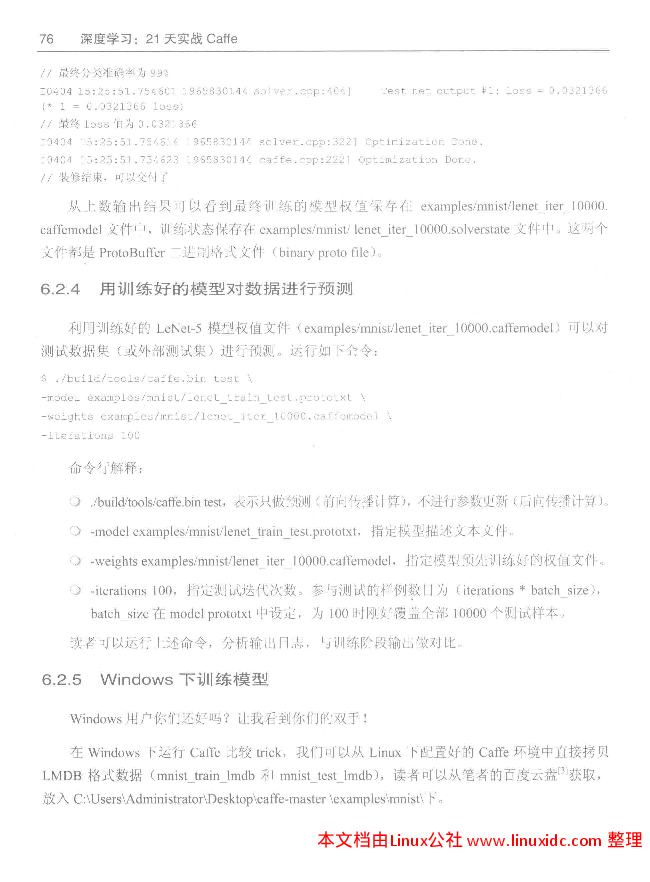 76 深度学习：21 天实战 Caffe
// 最终分类准确率为 99%
I0404 15:25:51.754607 1965830144 solver.cpp:404] Test net output #1: loss = 0.0321366
(* 1 = 0.0321366 loss)
// 最终 loss 值为 0.0321366
I0404 15:25:51.754614 1965830144 solver.cpp:322] Optimization Done.
I0404 15:25:51.754623 1965830144 caffe.cpp:222] Optimization Done.
// 装修结束，可以交付了
从上数输出结果可以看到最终训练的模型权值保存在 examples/mnist/lenet_iter_10000.
caffemodel 文件中，训练状态保存在 examples/mnist/ lenet_iter_10000.solverstate 文件中。这两个
文件都是 ProtoBuffer 二进制格式文件（binary proto file）。
6.2.4 用训练好的模型对数据进行预测
利用训练好的 LeNet-5 模型权值文件（examples/mnist/lenet_iter_10000.caffemodel）可以对
测试数据集（或外部测试集）进行预测。运行如下命令：
$ ./build/tools/caffe.bin test \
-model examples/mnist/lenet_train_test.prototxt \
-weights examples/mnist/lenet_iter_10000.caffemodel \
-iterations 100
命令行解释：
❍ ./build/tools/caffe.bin test，表示只做预测（前向传播计算），不进行参数更新（后向传播计算）。
❍ -model examples/mnist/lenet_train_test.prototxt，指定模型描述文本文件。
❍ -weights examples/mnist/lenet_iter_10000.caffemodel，指定模型预先训练好的权值文件。
❍ -iterations 100，指定测试迭代次数。参与测试的样例数目为（iterations * batch_size），
batch_size 在 model prototxt 中设定，为 100 时刚好覆盖全部 10000 个测试样本。
读者可以运行上述命令，分析输出日志，与训练阶段输出做对比。
6.2.5 Windows 下训练模型
Windows 用户你们还好吗？让我看到你们的双手！
在 Windows 下运行 Caffe 比较 trick，我们可以从 Linux 下配置好的 Caffe 环境中直接拷贝
LMDB 格式数据（mnist_train_lmdb 和 mnist_test_lmdb），读者可以从笔者的百度云盘[3]获取，
放入 C:\Users\Administrator\Desktop\caffe-master \examples\mnist\下。
本文档由Linux公社 www.linuxidc.com 整理